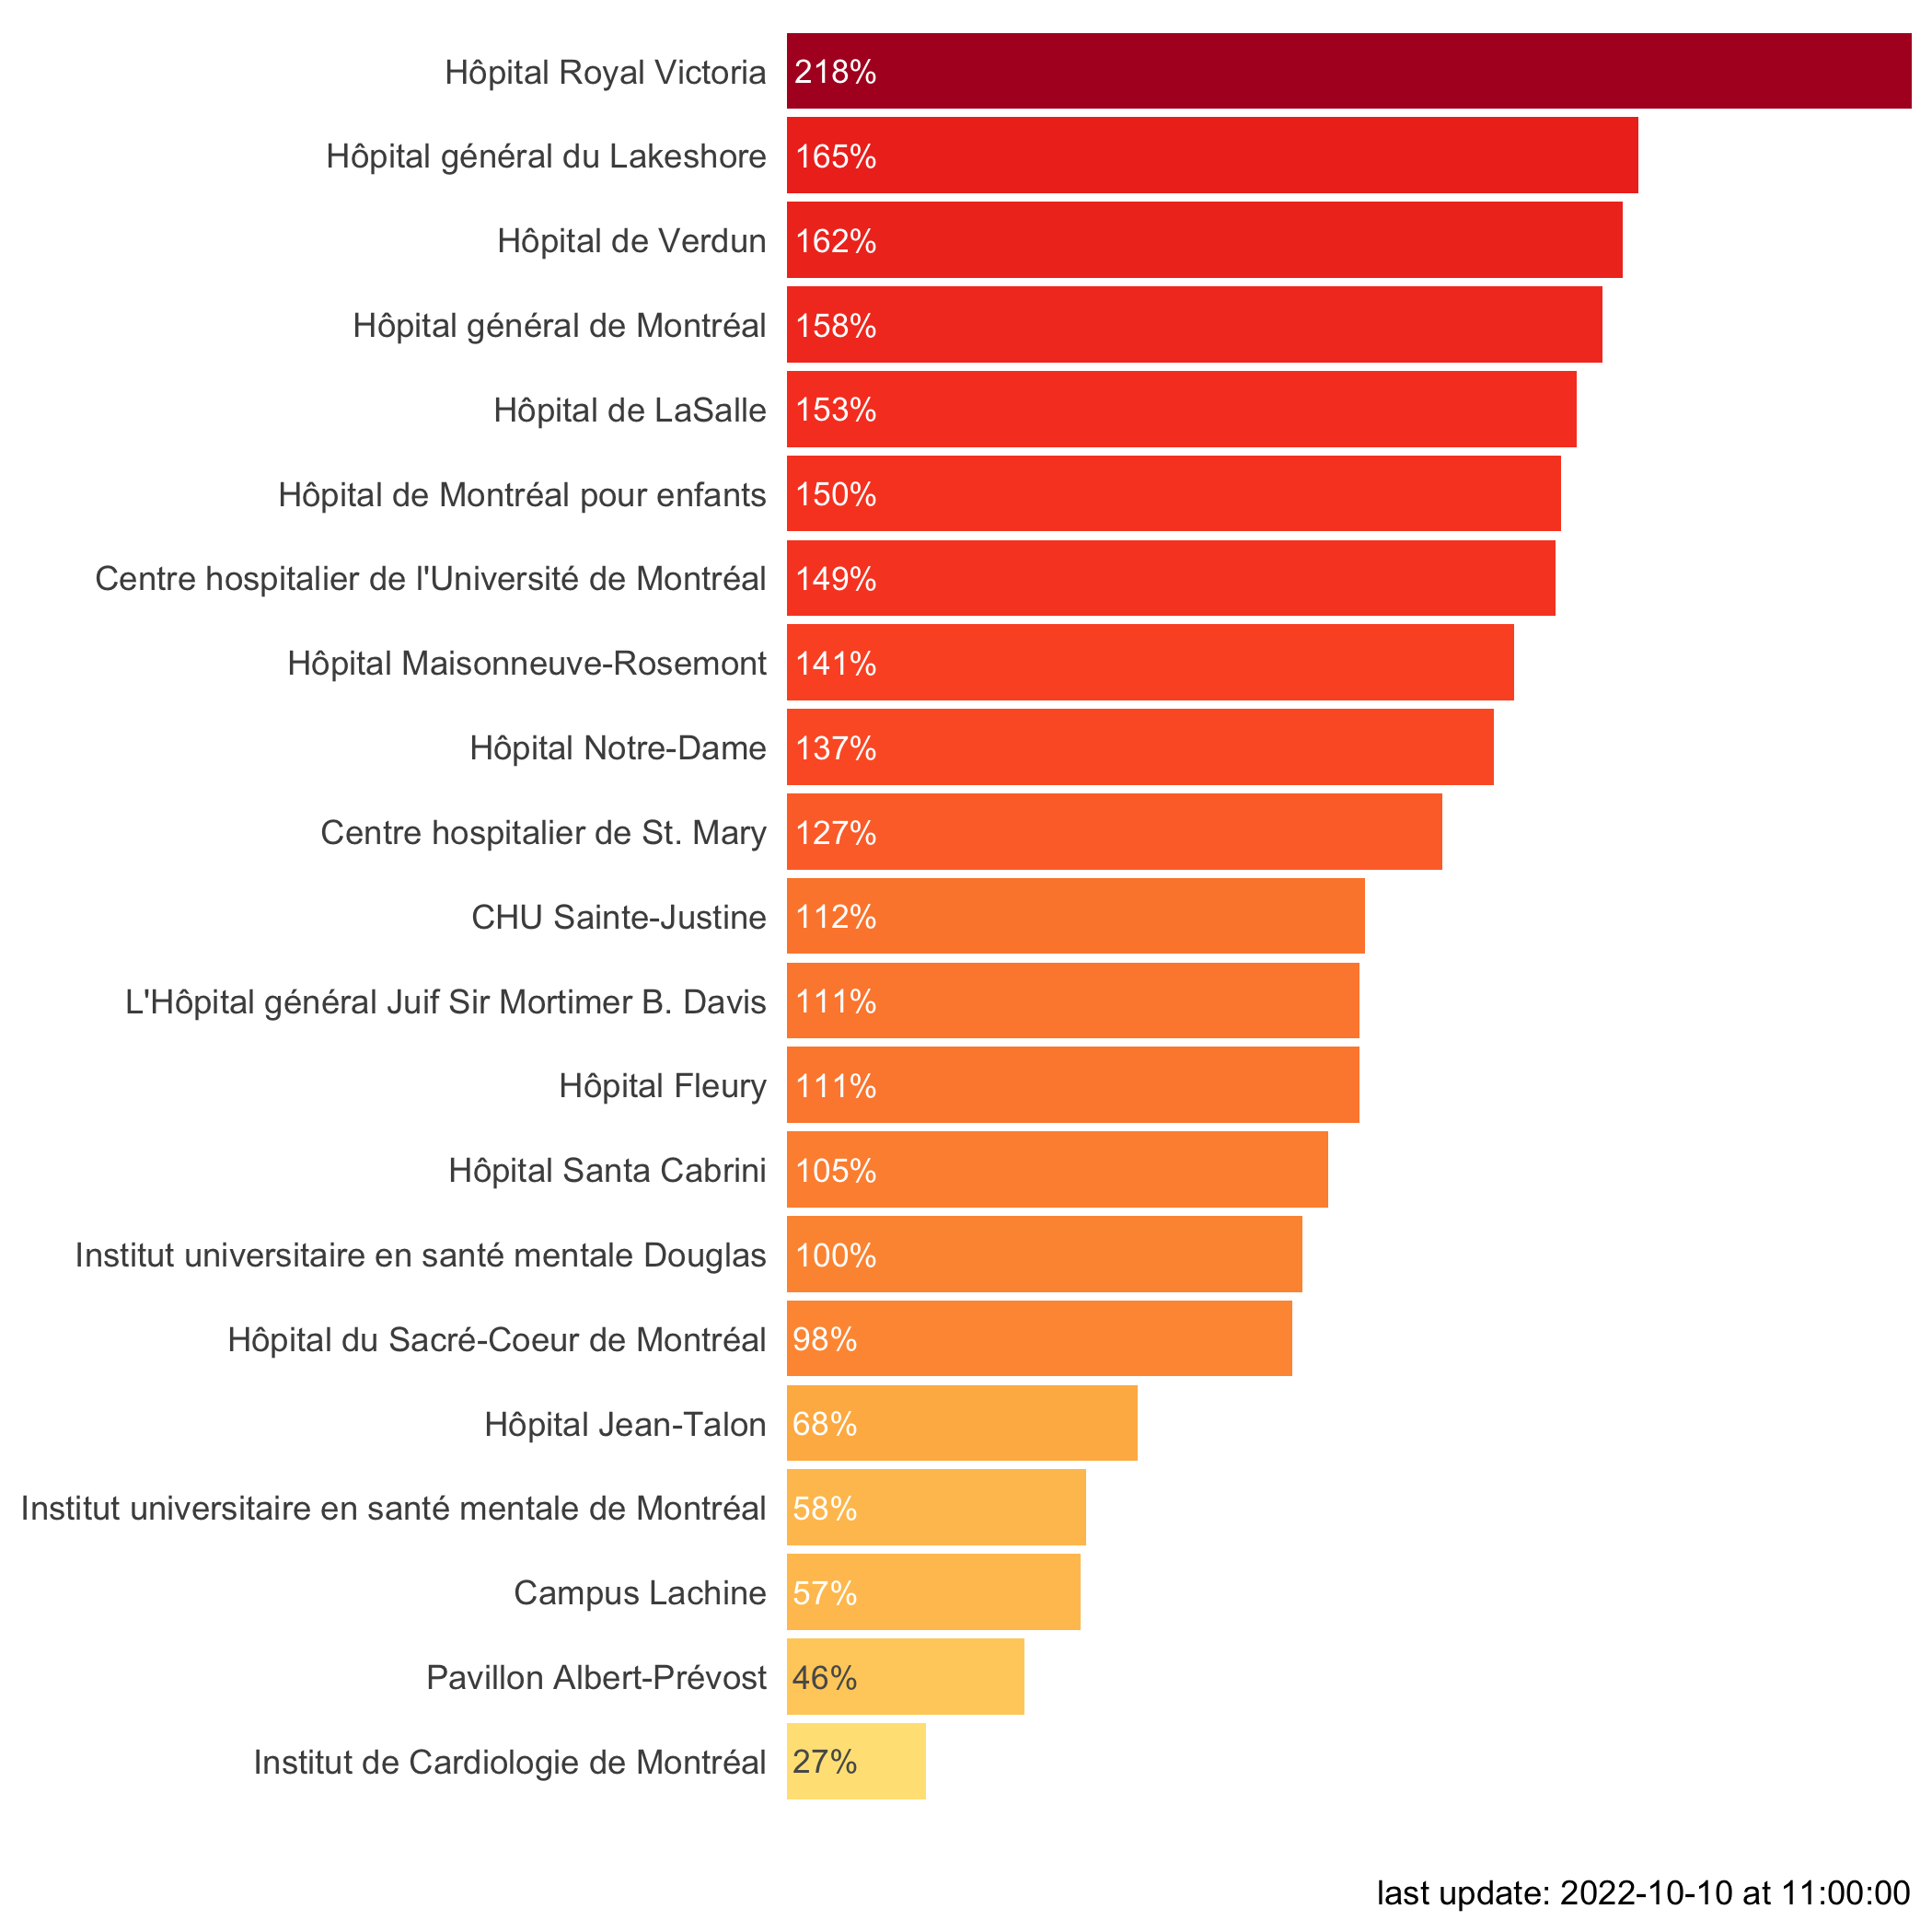 Hôpital Royal Victoria 218%
Hôpital général du Lakeshore 165%
Hôpital de Verdun 162%
Hôpital général de Montréal 158%
Hôpital de LaSalle 153%
Hôpital de Montréal pour enfants 150%
Centre hospitalier de l'Université de Montréal 149%
Hôpital Maisonneuve-Rosemont 141%
Hôpital Notre-Dame 137%
Centre hospitalier de St. Mary 127%
CHU Sainte-Justine 112%
L'Hôpital général Juif Sir Mortimer B. Davis 111%
Hôpital Fleury 111%
Hôpital Santa Cabrini 105%
Institut universitaire en santé mentale Douglas 100%
Hôpital du Sacré-Coeur de Montréal 98%
Hôpital Jean-Talon 68%
Institut universitaire en santé mentale de Montréal 58%
Campus Lachine 57%
Pavillon Albert-Prévost 46%
Institut de Cardiologie de Montréal 27%
last update: 2022-10-10 at 11:00:00